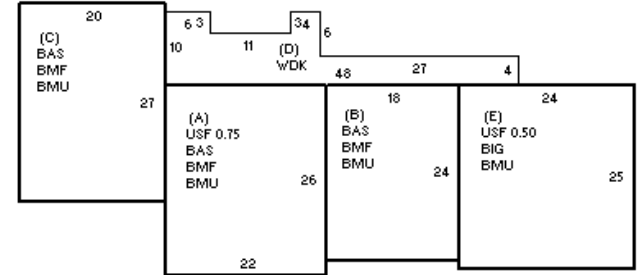 20
(C)
BAS
BMF
BMU
27
6 3
10
11
3 4
6
(D)
WDK
48
27
4
(A)
USF 0.75
BAS
BMF
BMU
26
22
18
(B)
BAS
BMF
BMU
24
24
(E)
USF 0.50
BIG
BMU
25